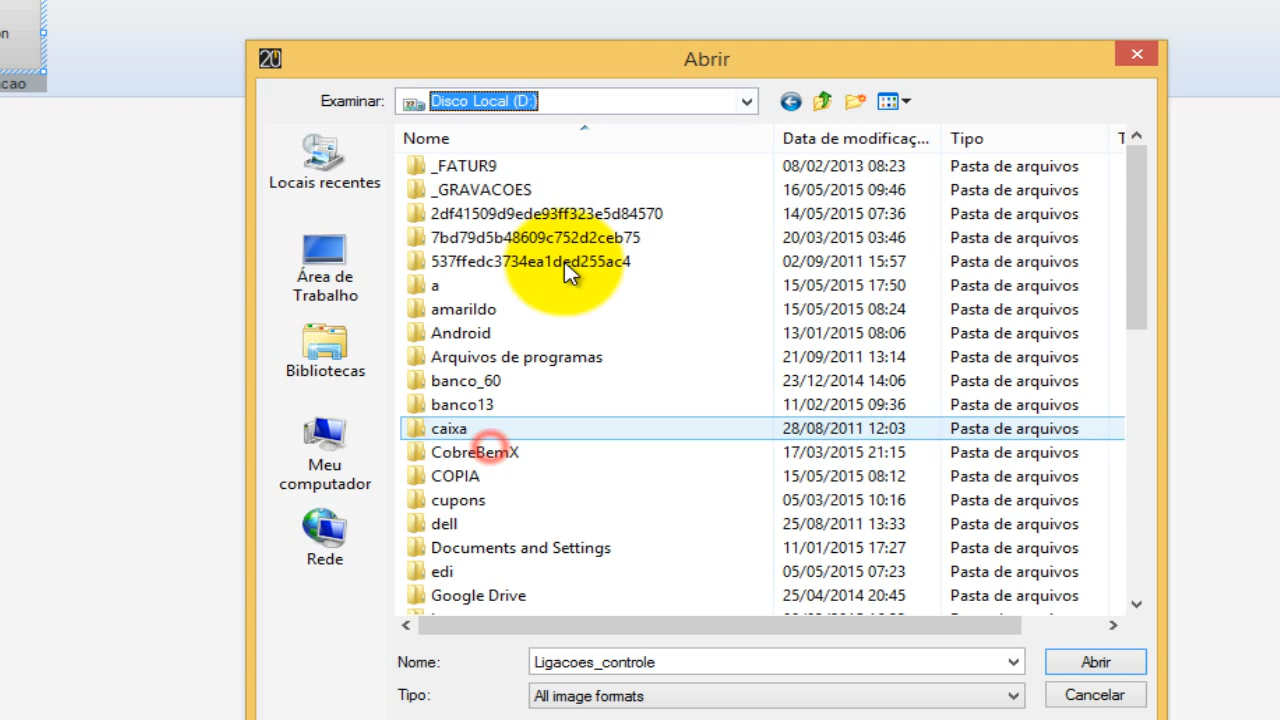 on
cao
20
Abrir
Examinar: Disco Local (D:)
Nome Data de modificaç... Tipo T
_FATUR9 08/02/2013 08:23 Pasta de arquivos
_GRAVACOES 16/05/2015 09:46 Pasta de arquivos
2df41509d9ede93ff323e5d84570 14/05/2015 07:36 Pasta de arquivos
7bd79d5b48609c752d2ceb75 20/03/2015 03:46 Pasta de arquivos
537ffedc3734ea1ded255ac4 02/09/2011 15:57 Pasta de arquivos
a 15/05/2015 17:50 Pasta de arquivos
amarildo 15/05/2015 08:24 Pasta de arquivos
Android 13/01/2015 08:06 Pasta de arquivos
Arquivos de programas 21/09/2011 13:14 Pasta de arquivos
banco_60 23/12/2014 14:06 Pasta de arquivos
banco13 11/02/2015 09:36 Pasta de arquivos
caixa 28/08/2011 12:03 Pasta de arquivos
CobreBemX 17/03/2015 21:15 Pasta de arquivos
COPIA 15/05/2015 08:12 Pasta de arquivos
cupons 05/03/2015 10:16 Pasta de arquivos
dell 25/08/2011 13:33 Pasta de arquivos
Documents and Settings 11/01/2015 17:27 Pasta de arquivos
edi 05/05/2015 07:23 Pasta de arquivos
Google Drive 25/04/2014 20:45 Pasta de arquivos
Locais recentes
Área de
Trabalho
Bibliotecas
Meu
computador
Rede
Nome: Ligacoes_controle Abrir
Tipo: All image formats Cancelar